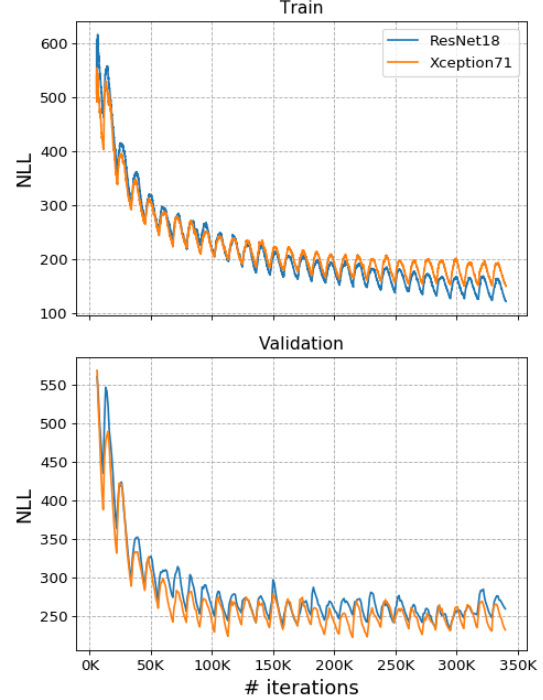 Train
600
500
400
300
200
100
NLL
ResNet18
Xception71
Validation
550
500
450
400
350
300
250
NLL
0K 50K 100K 150K 200K 250K 300K 350K
# iterations